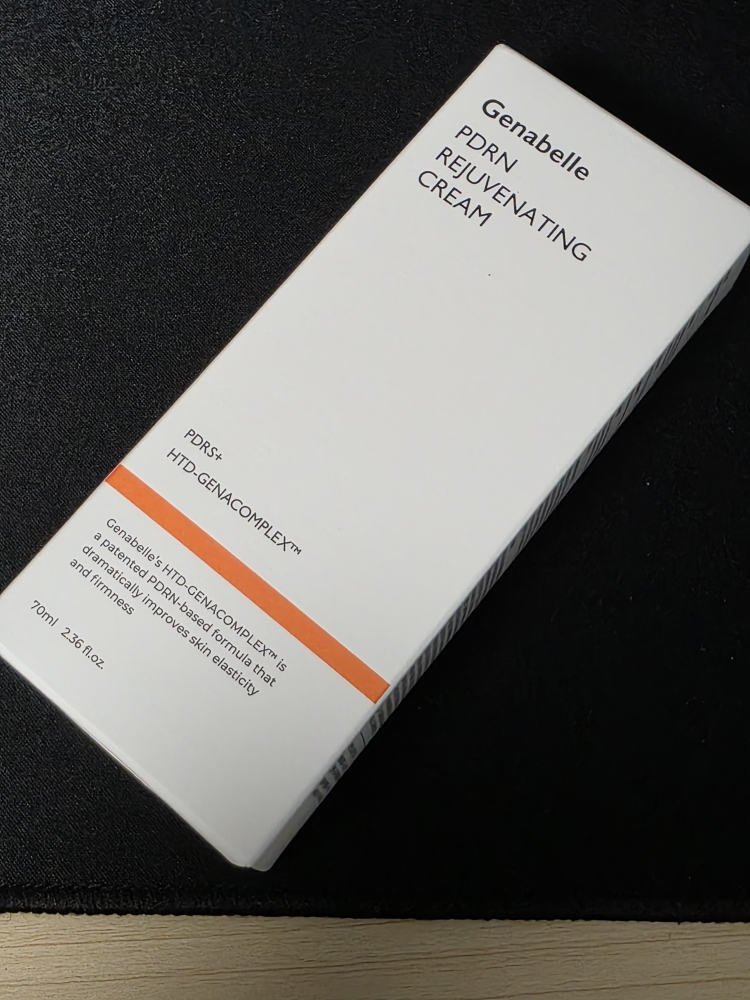 Genabelle
PDRN
REJUVENATING
CREAM
PDRS+
HTD-GENACOMPLEX™
Genabelle's HTD-GENACOMPLEX™ is
a patented PDRN-based formula that
dramatically improves skin elasticity
and firmness
70ml 2.36 fl.oz.